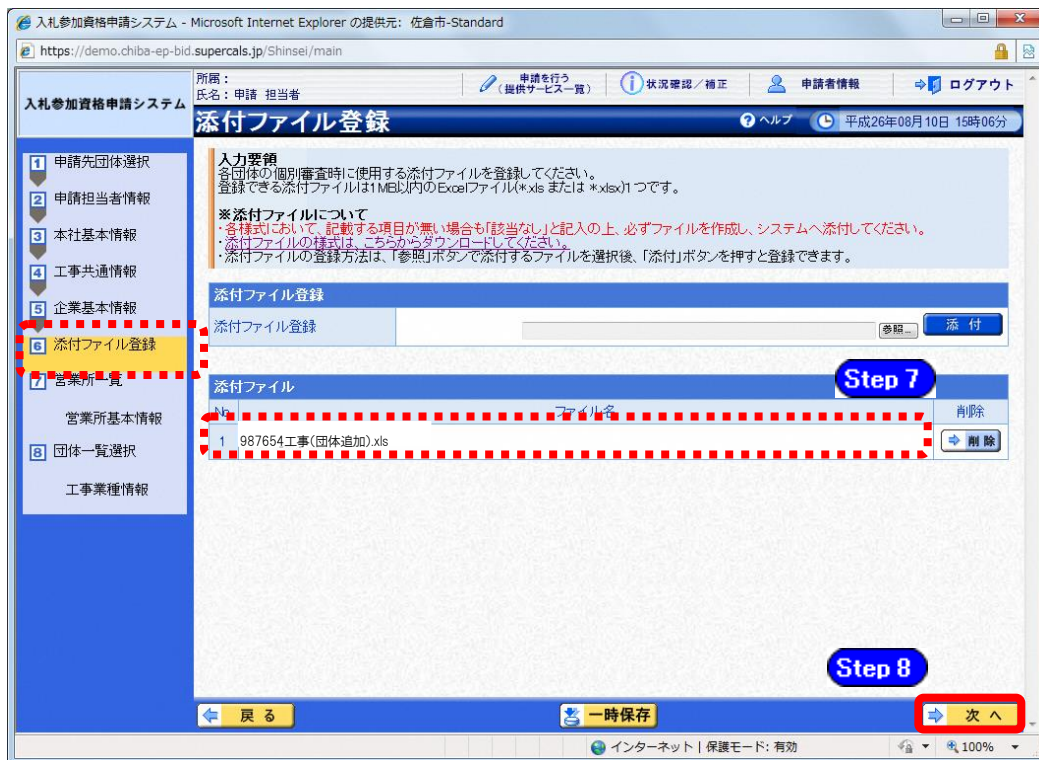 入札参加資格申請システム - Microsoft Internet Explorer の提供元: 佐倉市-Standard
https://demo.chiba-ep-bid.supercals.jp/Shinsei/main
入札参加資格申請システム
所属：
氏名：申請 担当者
申請を行う
(提供サービス一覧)
状況確認／補正
申請者情報
ログアウト
添付ファイル登録
ヘルプ
平成26年08月10日 15時06分
1 申請先団体選択
2 申請担当者情報
3 本社基本情報
4 工事共通情報
5 企業基本情報
6 添付ファイル登録
7 営業所一覧
営業所基本情報
8 団体一覧選択
工事業種情報
入力要領
各団体の個別審査時に使用する添付ファイルを登録してください。
登録できる添付ファイルは1MB以内のExcelファイル(*.xls または *.xlsx)1つです。
※添付ファイルについて
・各様式において、記載する項目が無い場合も「該当なし」と記入の上、必ずファイルを作成し、システムへ添付してください。
・添付ファイルの様式は、こちらからダウンロードしてください。
・添付ファイルの登録方法は、「参照」ボタンで添付するファイルを選択後、「添付」ボタンを押すと登録できます。
添付ファイル登録
添付ファイル登録
参照...
添 付
Step 7
添付ファイル
No
ファイル名
削除
1 987654工事(団体追加).xls
削 除
Step 8
戻 る
一時保存
次 へ
インターネット | 保護モード: 有効
100%